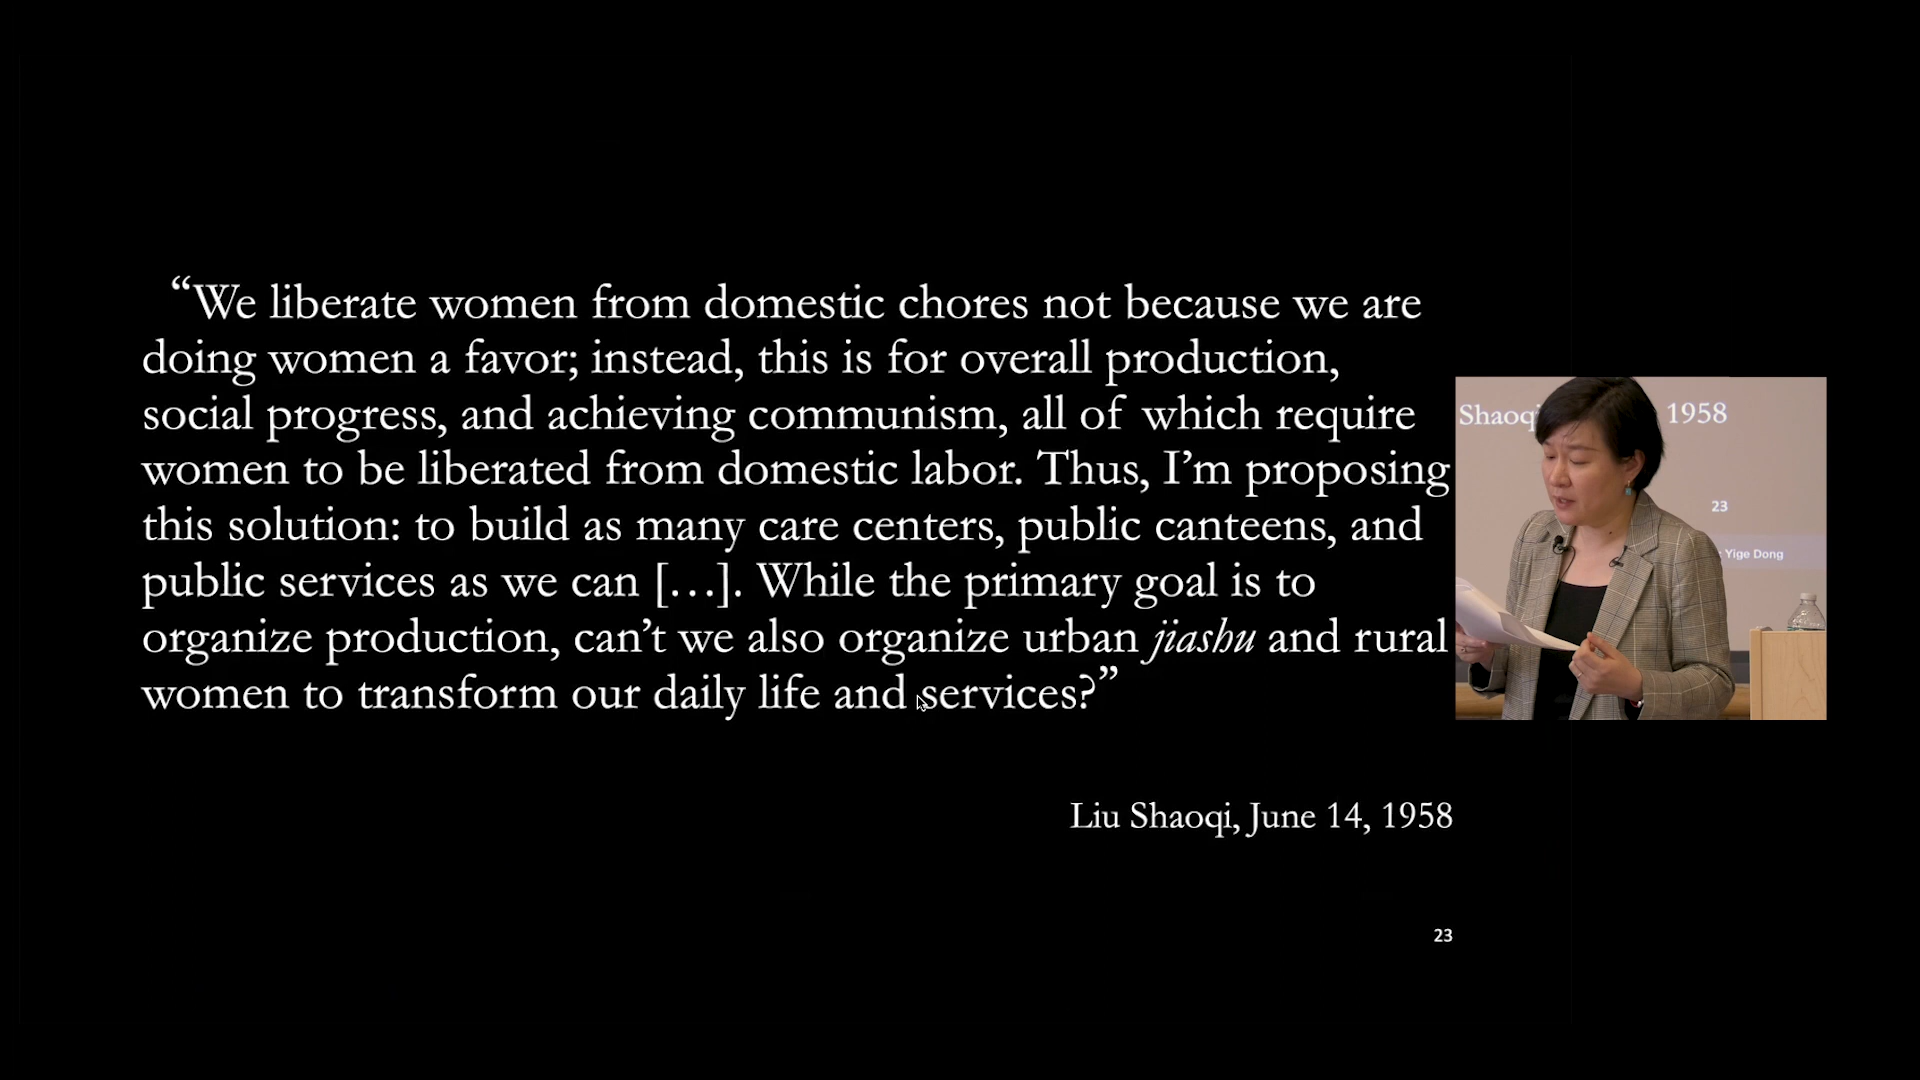 “We liberate women from domestic chores not because we are
doing women a favor; instead, this is for overall production,
social progress, and achieving communism, all of which require
women to be liberated from domestic labor. Thus, I’m proposing
this solution: to build as many care centers, public canteens, and
public services as we can […]. While the primary goal is to
organize production, can’t we also organize urban jiashu and rural
women to transform our daily life and services?”
Liu Shaoqi, June 14, 1958
23
Shaoqi 1958
23
Yige Dong